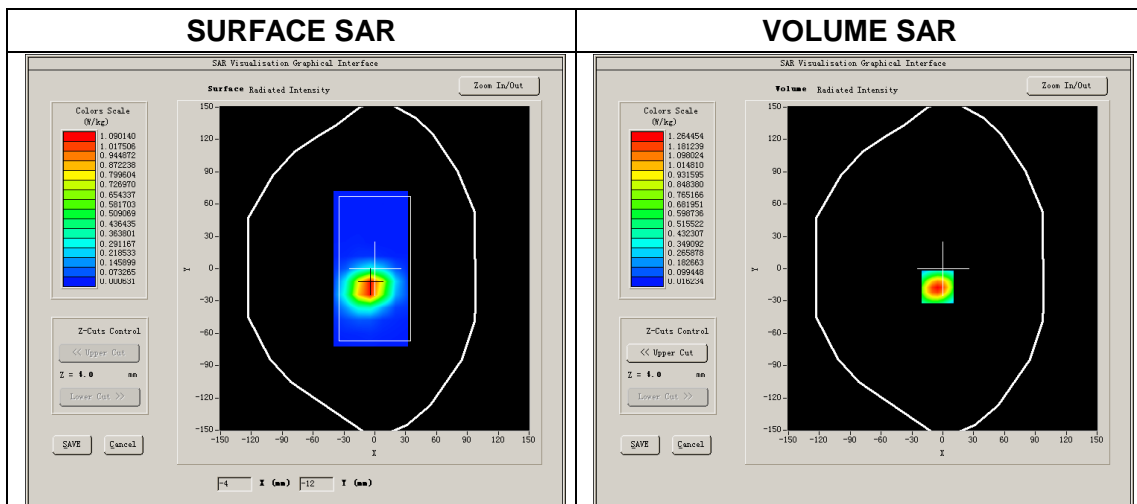 SURFACE SAR
VOLUME SAR
SAR Visualisation Graphical Interface
Surface Radiated Intensity
Zoom In/Out
Colors Scale
(W/kg)
1.090140
1.017506
0.944872
0.872238
0.799604
0.726970
0.654337
0.581703
0.509069
0.436435
0.363801
0.291167
0.218533
0.145899
0.073265
0.000631
150
120
90
60
30
0
-30
-60
-90
-120
-150
Y
-150 -120 -90 -60 -30 0 30 60 90 120 150
X
Z-Cuts Control
<< Upper Cut
Z = 4.0 mm
Lower Cut >>
SAVE Cancel
-4 X (mm) -12 Y (mm)
SAR Visualisation Graphical Interface
Volume Radiated Intensity
Zoom In/Out
Colors Scale
(W/kg)
1.264454
1.181239
1.098024
1.014810
0.931595
0.848380
0.765166
0.681951
0.598736
0.515522
0.432307
0.349092
0.265878
0.182663
0.099448
0.016234
150
120
90
60
30
0
-30
-60
-90
-120
-150
Y
-150 -120 -90 -60 -30 0 30 60 90 120 150
X
Z-Cuts Control
<< Upper Cut
Z = 4.0 mm
Lower Cut >>
SAVE Cancel